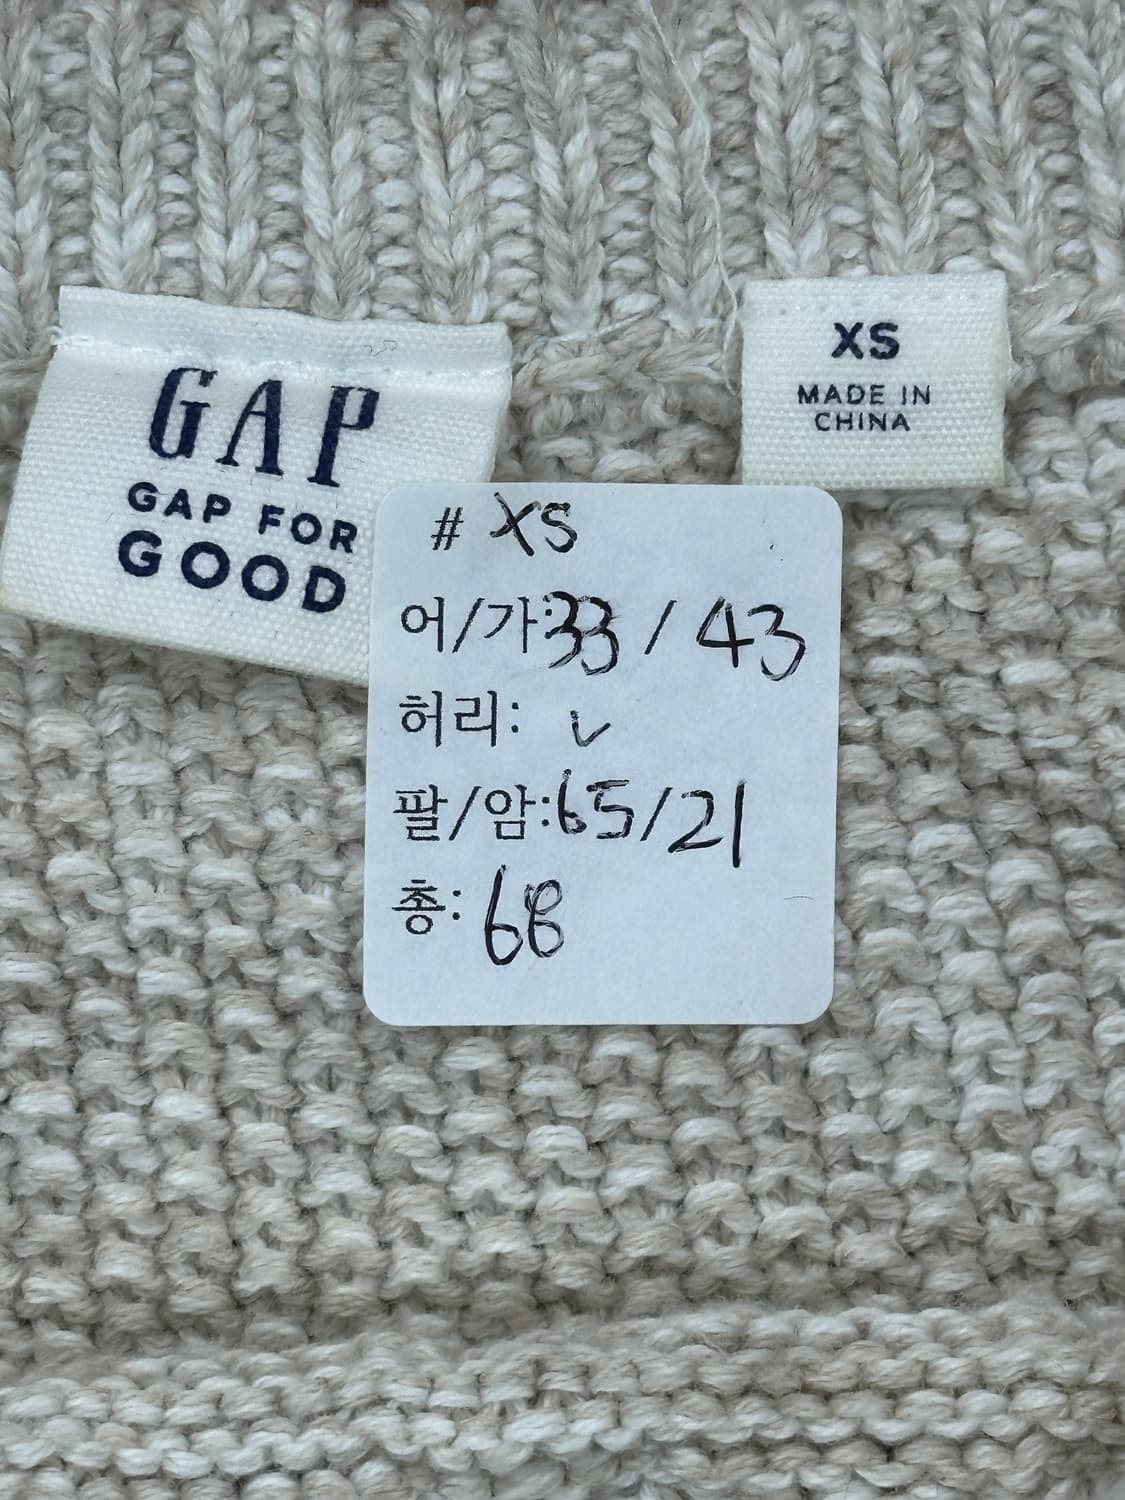 GAP
GAP FOR
GOOD
XS
MADE IN
CHINA
# XS
어/가:33 / 43
허리: v
팔/암:65/21
총: 68